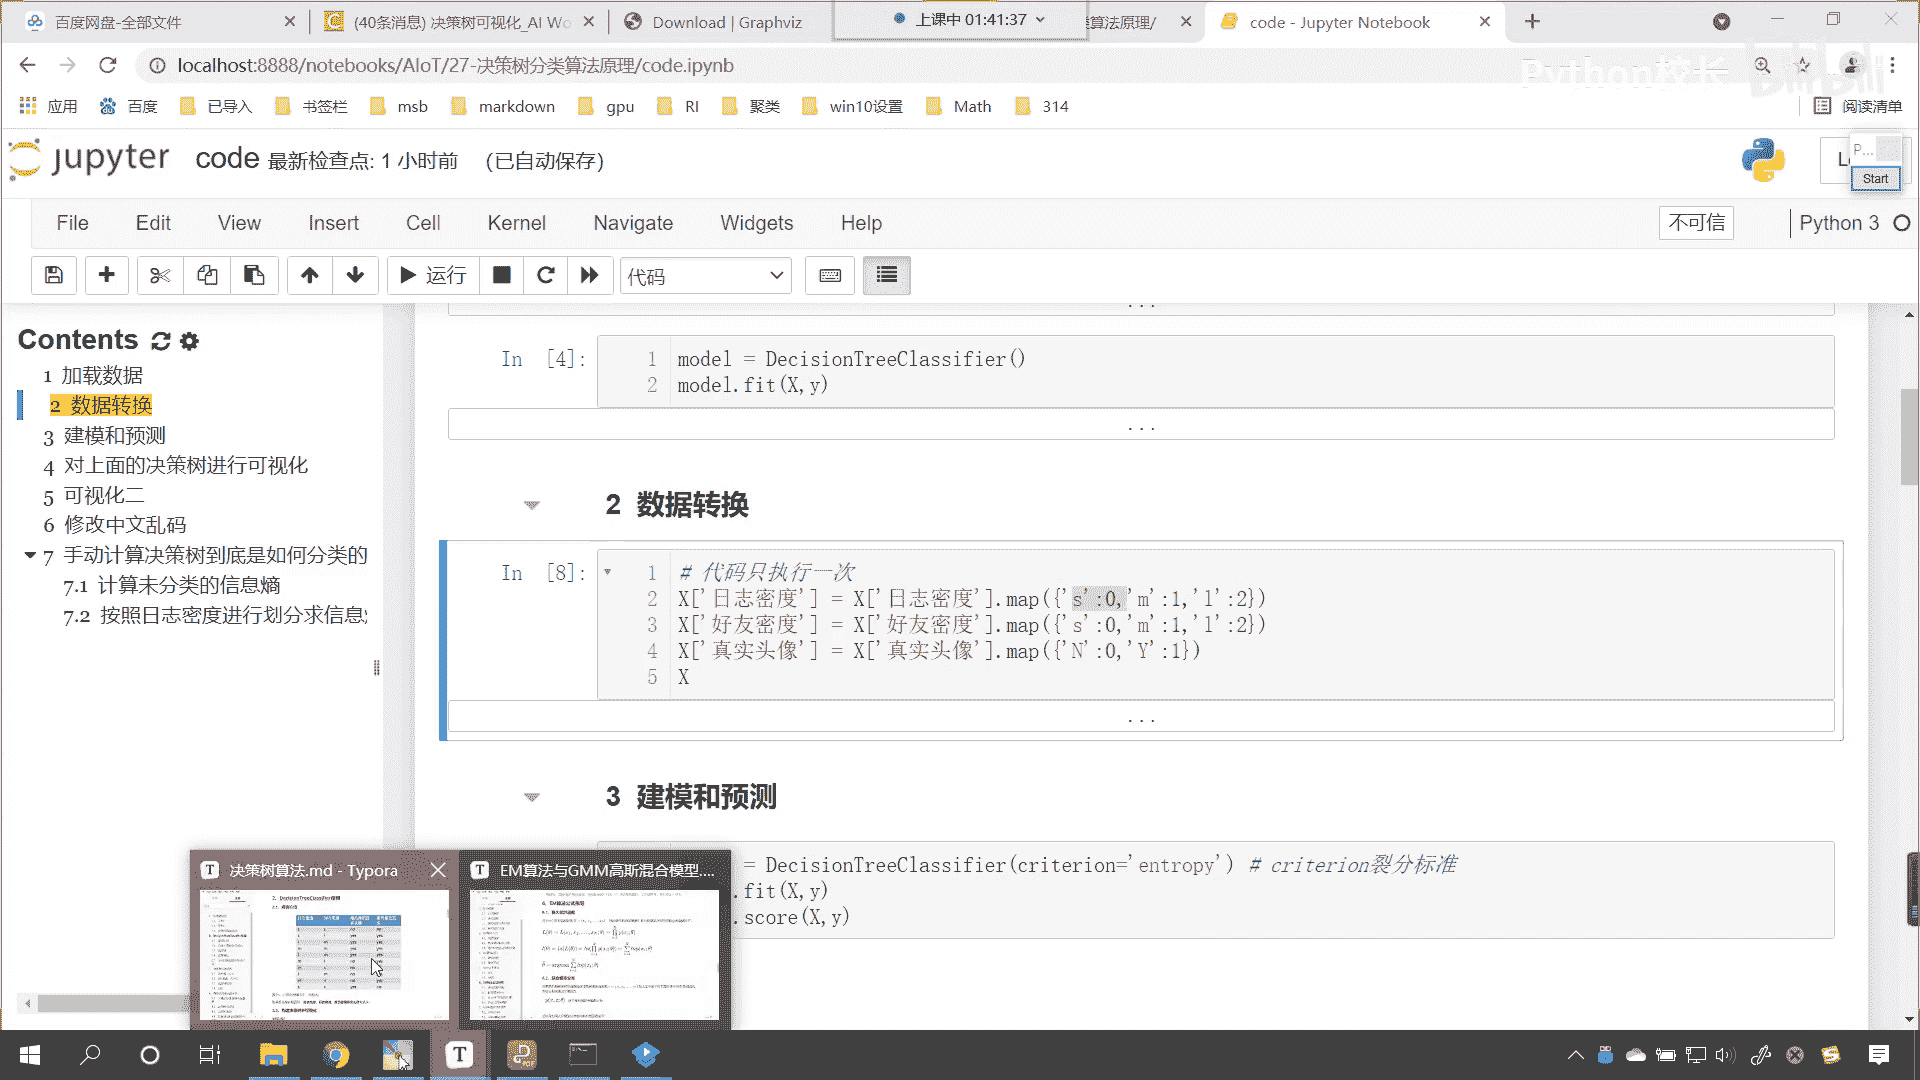 百度网盘-全部文件
(40条消息) 决策树可视化_AI Wo
Download | Graphviz
上课中 01:41:37
算法原理/
code - Jupyter Notebook
localhost:8888/notebooks/AIoT/27-决策树分类算法原理/code.ipynb
Python校长
bilibili
应用
百度
已导入
书签栏
msb
markdown
gpu
RI
聚类
win10设置
Math
314
阅读清单
jupyter
code 最新检查点: 1 小时前 (已自动保存)
P...
Start
File Edit View Insert Cell Kernel Navigate Widgets Help
不可信
Python 3
运行
代码
Contents
1 加载数据
2 数据转换
3 建模和预测
4 对上面的决策树进行可视化
5 可视化二
6 修改中文乱码
7 手动计算决策树到底是如何分类的
7.1 计算未分类的信息熵
7.2 按照日志密度进行划分求信息
...
In [4]:
1 model = DecisionTreeClassifier()
2 model.fit(X,y)
...
2 数据转换
In [8]:
1 # 代码只执行一次
2 X['日志密度'] = X['日志密度'].map({'s':0,'m':1,'l':2})
3 X['好友密度'] = X['好友密度'].map({'s':0,'m':1,'l':2})
4 X['真实头像'] = X['真实头像'].map({'N':0,'Y':1})
5 X
...
3 建模和预测
= DecisionTreeClassifier(criterion='entropy') # criterion裂分标准
.fit(X,y)
.score(X,y)
决策树算法.md - Typora
EM算法与GMM高斯混合模型....